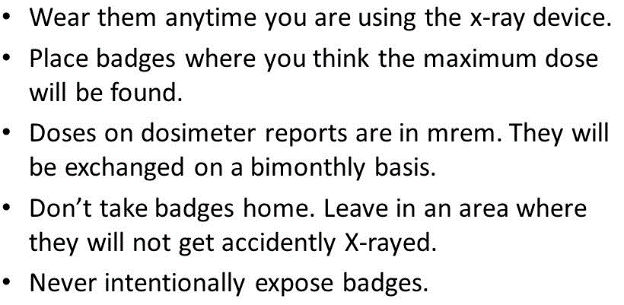 • Wear them anytime you are using the x-ray device.
• Place badges where you think the maximum dose
will be found.
• Doses on dosimeter reports are in mrem. They will
be exchanged on a bimonthly basis.
• Don’t take badges home. Leave in an area where
they will not get accidently X-rayed.
• Never intentionally expose badges.